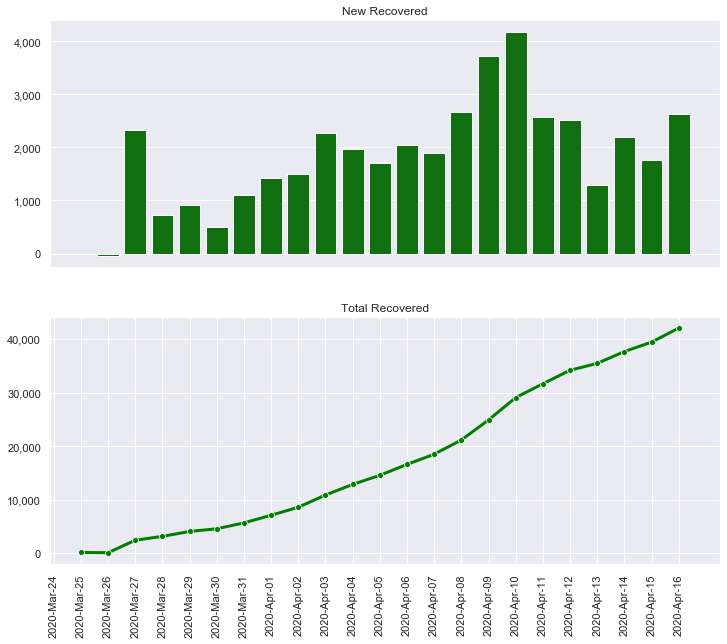 New Recovered
4,000
3,000
2,000
1,000
0
Total Recovered
40,000
30,000
20,000
10,000
0
2020-Mar-24
2020-Mar-25
2020-Mar-26
2020-Mar-27
2020-Mar-28
2020-Mar-29
2020-Mar-30
2020-Mar-31
2020-Apr-01
2020-Apr-02
2020-Apr-03
2020-Apr-04
2020-Apr-05
2020-Apr-06
2020-Apr-07
2020-Apr-08
2020-Apr-09
2020-Apr-10
2020-Apr-11
2020-Apr-12
2020-Apr-13
2020-Apr-14
2020-Apr-15
2020-Apr-16